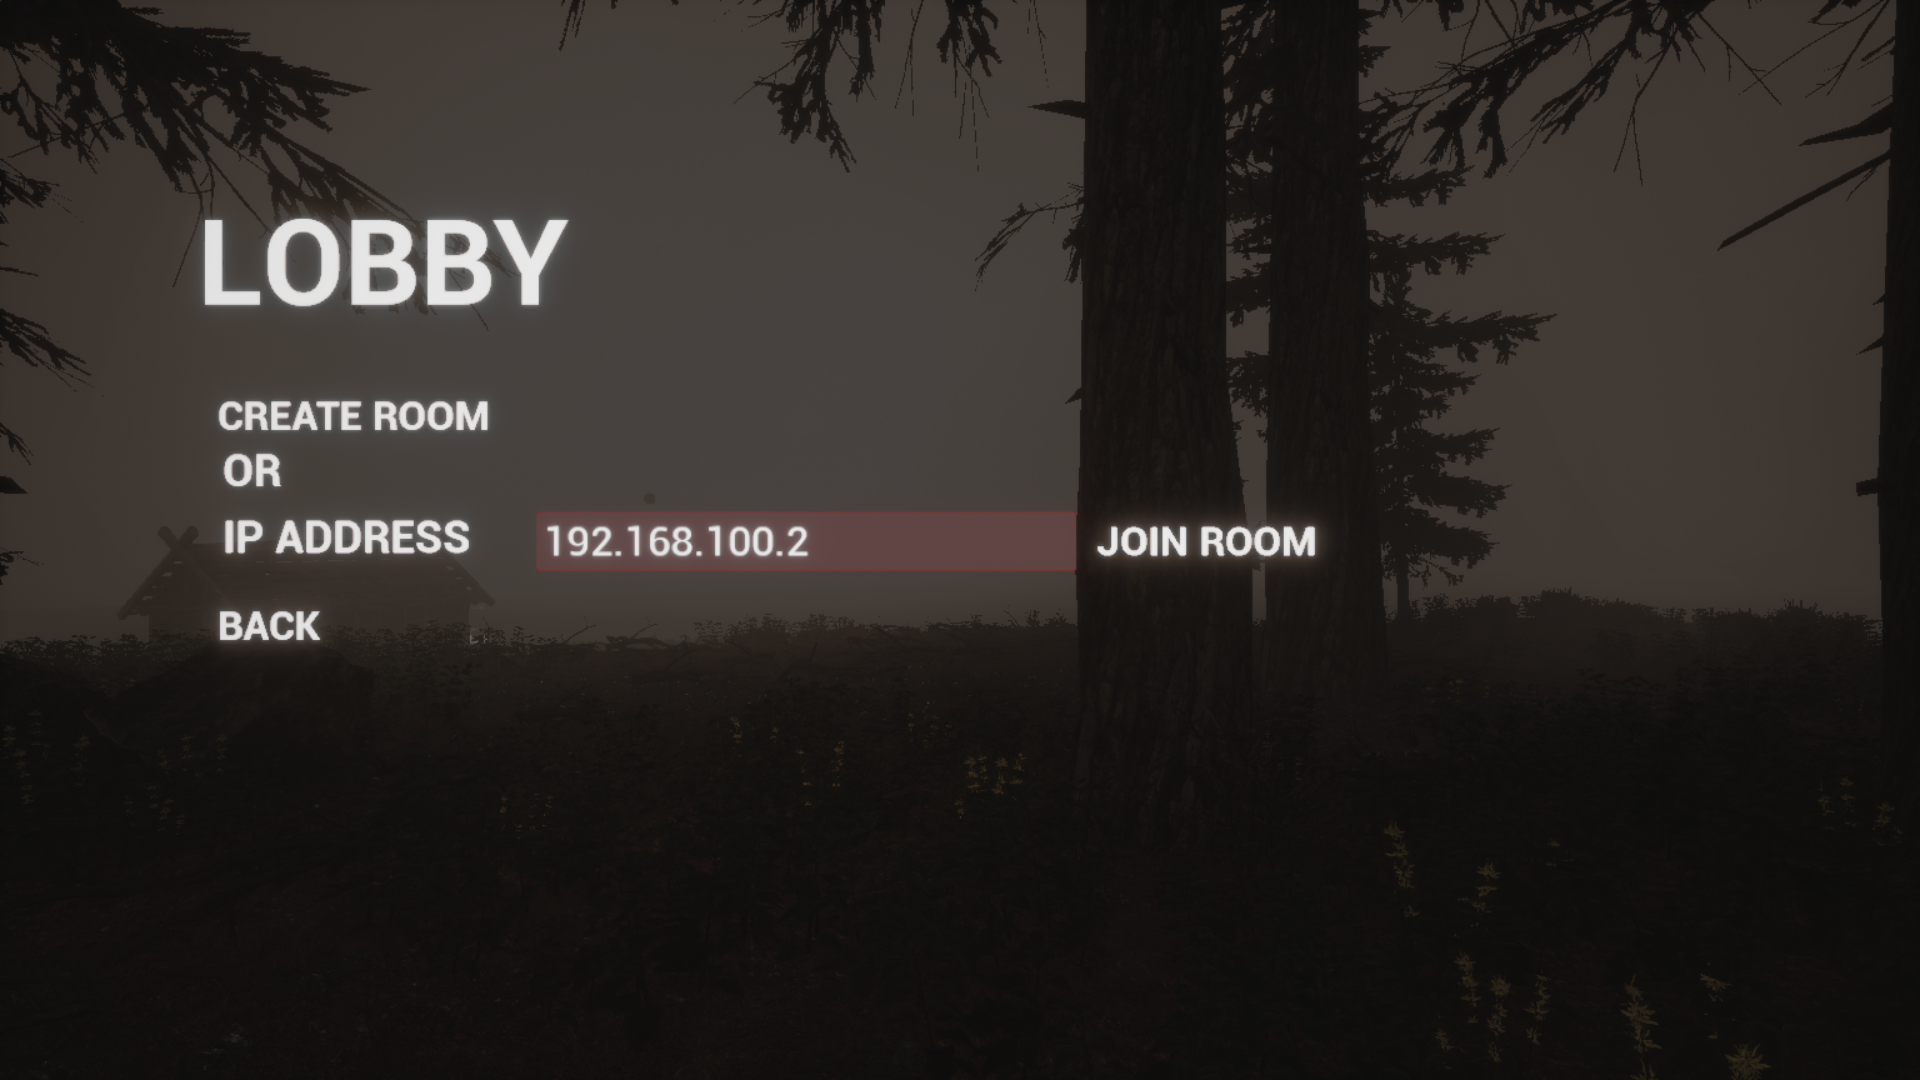 LOBBY
CREATE ROOM
OR
IP ADDRESS 192.168.100.2 JOIN ROOM
BACK